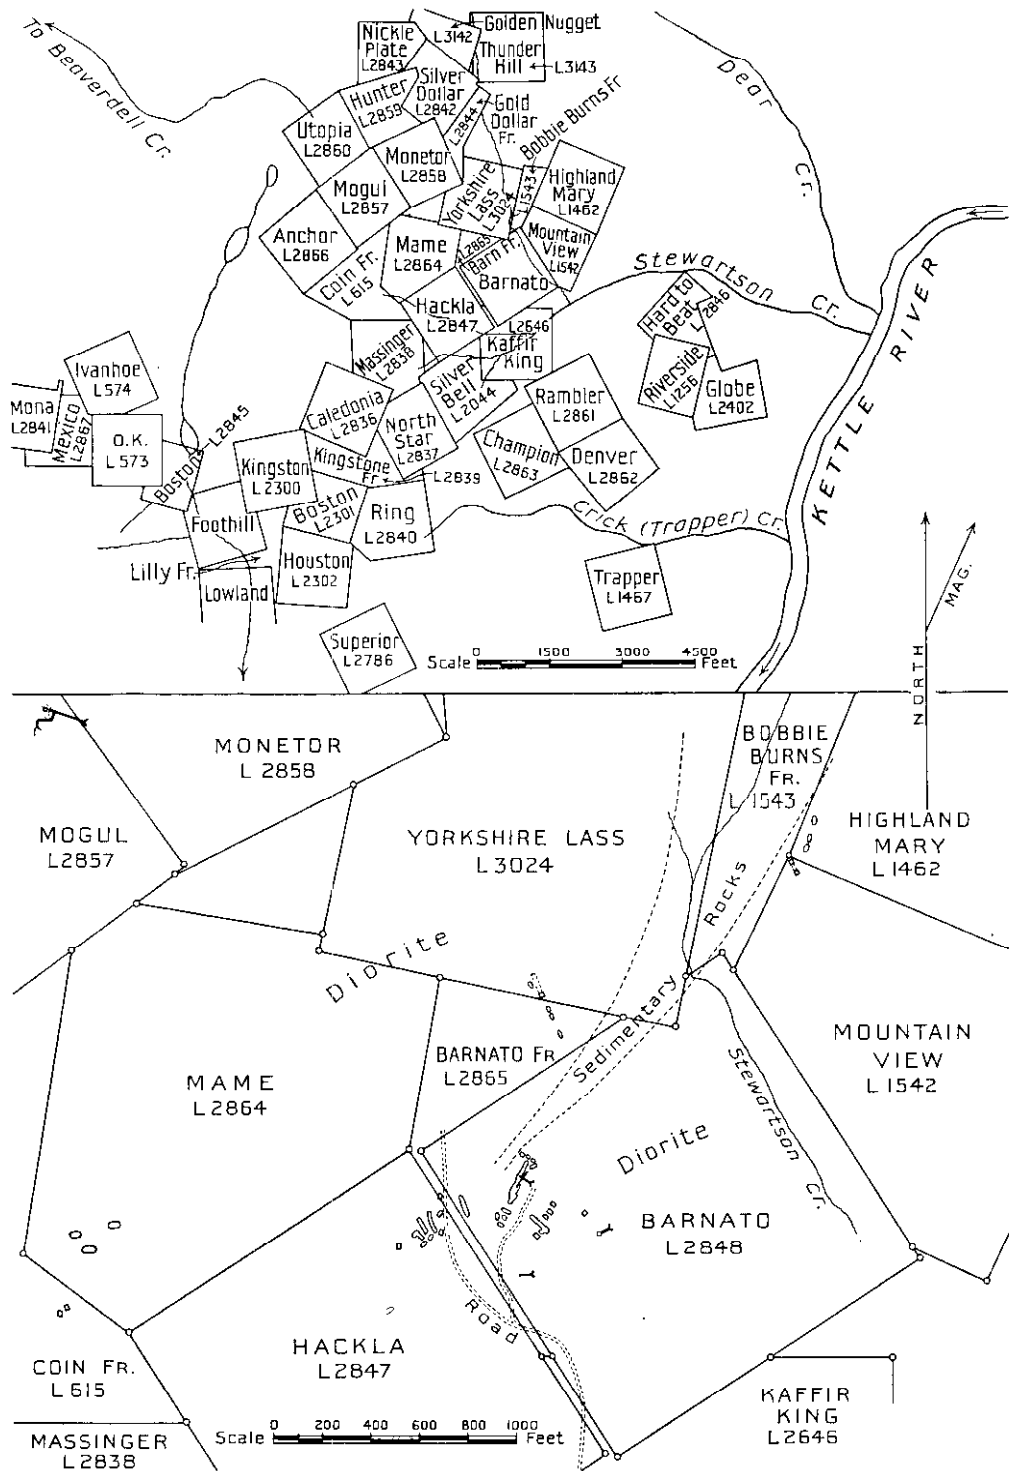 To Beaverdell Cr.
Nickle
Plate
L2843
L3142
Golden Nugget
Thunder
Hill
L3143
Silver
Dollar
L2842
Hunter
L2859
L2844
Gold
Dollar
Fr.
Bobbie Burns Fr
Dear Cr.
Utopia
L2860
Monetor
L2858
Mogui
L2857
Yorkshire
Lass
L3024
L1543
Highland
Mary
L1462
Anchor
L2866
Mame
L2864
L2865
Barn Fr.
Barnato
Mountain
View
L1542
Coin Fr.
L615
Hackla
L2847
Stewartson Cr.
Hard to
Beat
L2846
KETTLE RIVER
L2646
Kaffir
King
Massinger
L2838
Silver
Bell
L2044
Riverside
L1256
Globe
L2402
Ivanhoe
L574
Mona
L2841
Mexico
L2867
O.K.
L573
L2845
Boston
Caledonia
L2836
North
Star
L2837
Rambler
L2861
Champion
L2863
Denver
L2862
Kingston
L2300
Kingstone
Fr
L2839
Boston
L2301
Ring
L2840
Crick (Trapper) Cr.
Foothill
Lilly Fr.
Lowland
Houston
L2302
Trapper
L1467
Superior
L2786
Scale 0 1500 3000 4500 Feet
MAG.
NORTH
MONETOR
L 2858
MOGUL
L2857
YORKSHIRE LASS
L3024
BOBBIE
BURNS
FR.
L 1543
HIGHLAND
MARY
L1462
Diorite
Sedimentary Rocks
BARNATO FR.
L2865
MOUNTAIN
VIEW
L1542
MAME
L2864
Stewartson Cr.
Diorite
BARNATO
L2848
Road
HACKLA
L2847
COIN FR.
L615
KAFFIR
KING
L2646
MASSINGER
L2838
Scale 0 200 400 600 800 1000 Feet